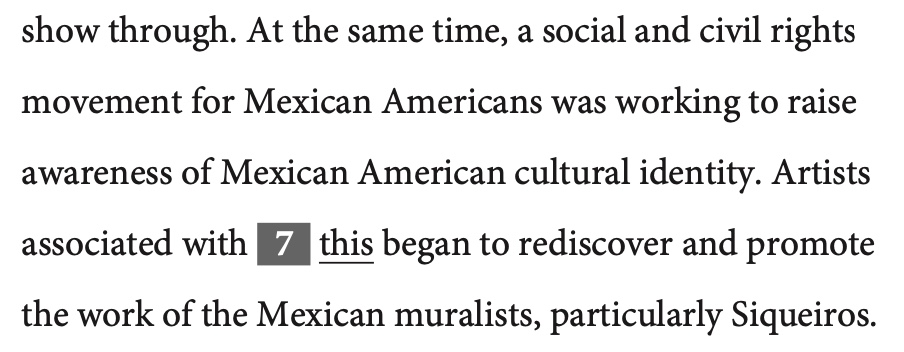 show through. At the same time, a social and civil rights
movement for Mexican Americans was working to raise
awareness of Mexican American cultural identity. Artists
associated with 7 this began to rediscover and promote
the work of the Mexican muralists, particularly Siqueiros.